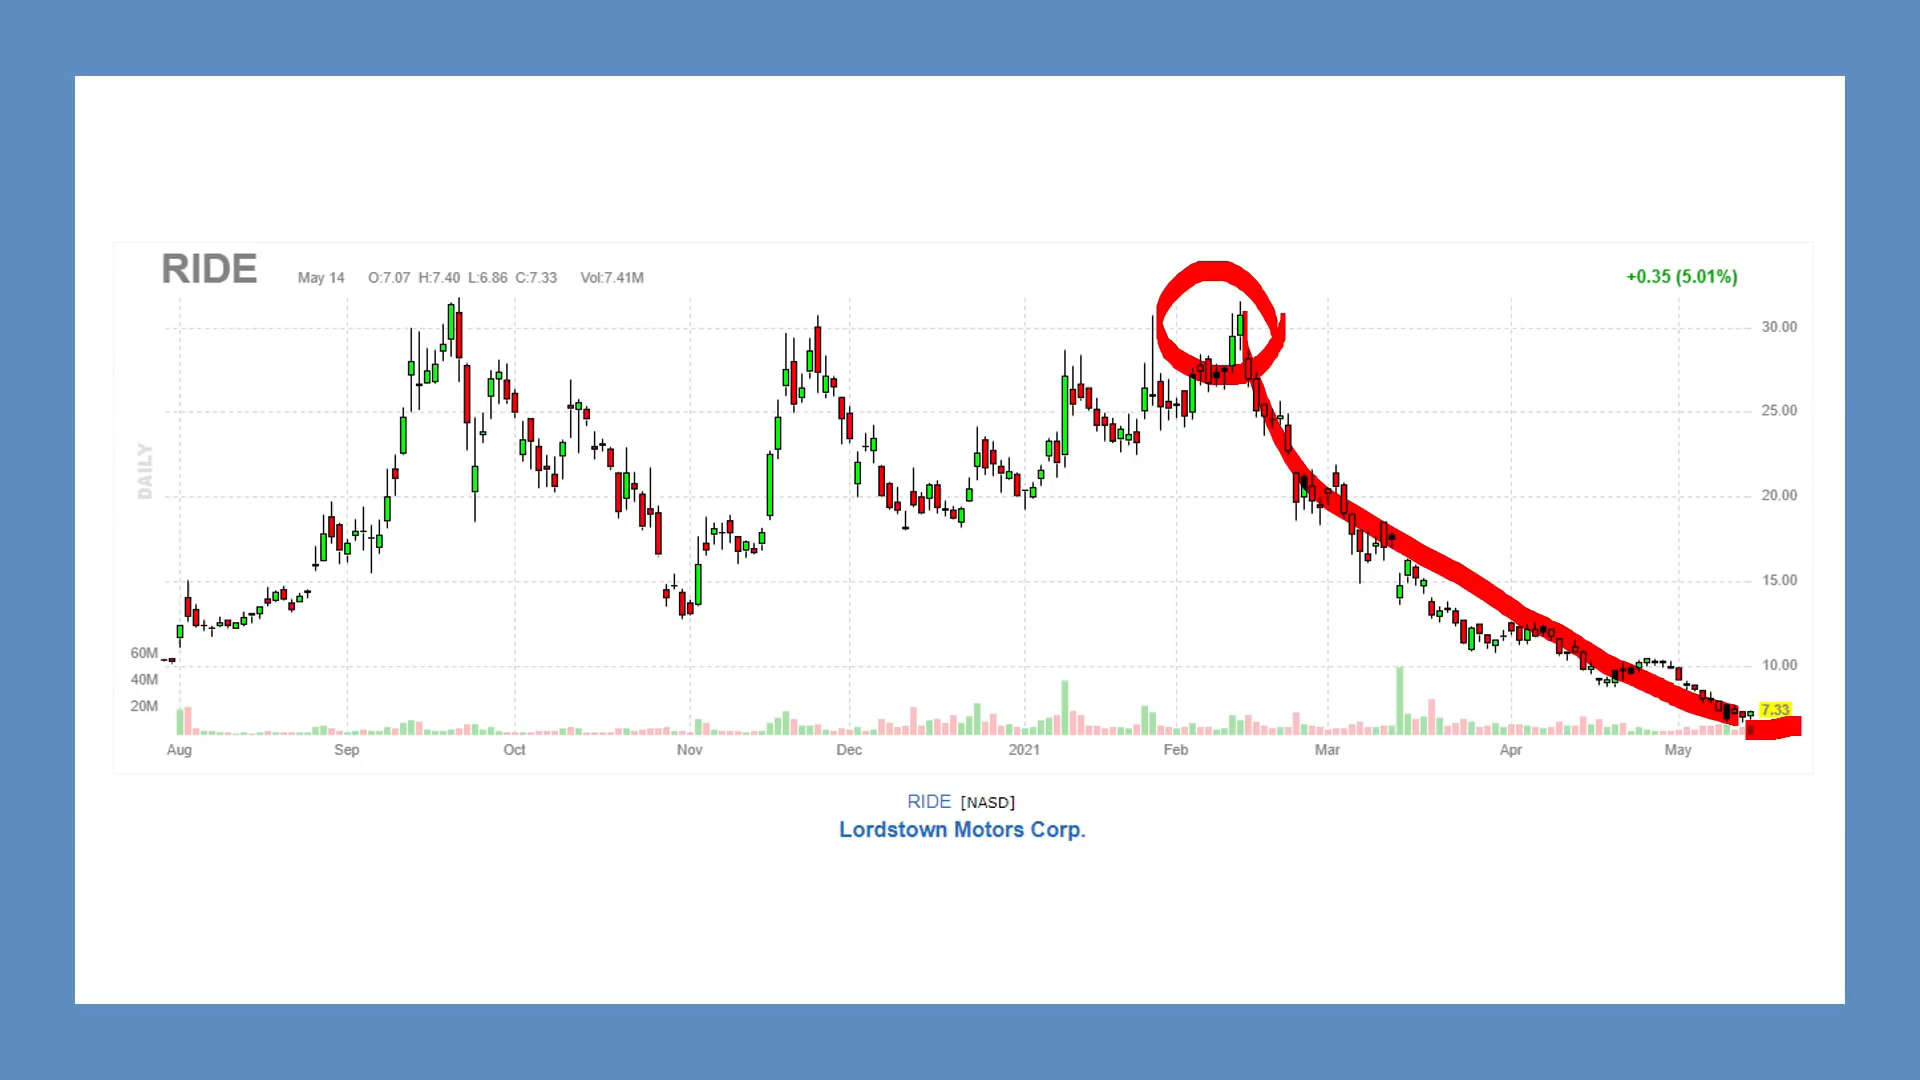 RIDE May 14 O:7.07 H:7.40 L:6.86 C:7.33 Vol:7.41M +0.35 (5.01%)
30.00
25.00
DAILY
20.00
15.00
60M 10.00
40M
20M 7.33
Aug Sep Oct Nov Dec 2021 Feb Mar Apr May
RIDE [NASD]
Lordstown Motors Corp.